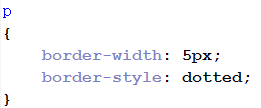 p
{
    border-width: 5px;
    border-style: dotted;
}